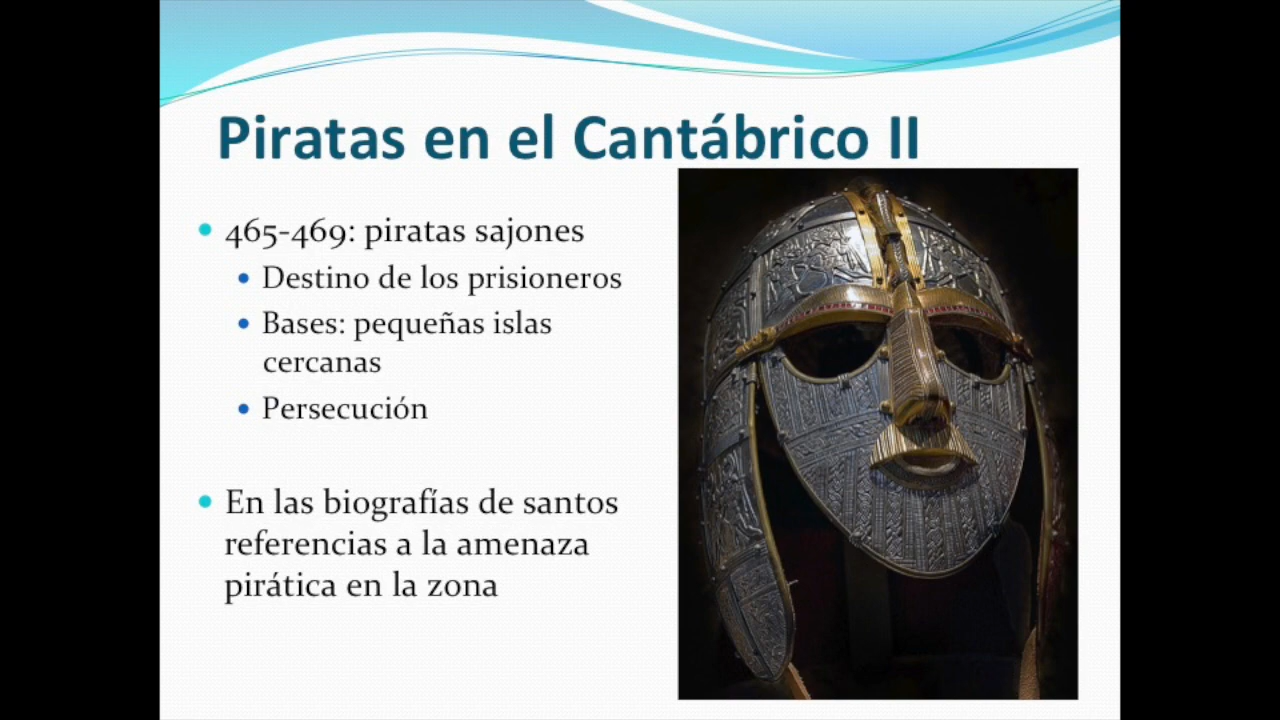 Piratas en el Cantábrico II
465-469: piratas sajones
Destino de los prisioneros
Bases: pequeñas islas
cercanas
Persecución
En las biografías de santos
referencias a la amenaza
pirática en la zona